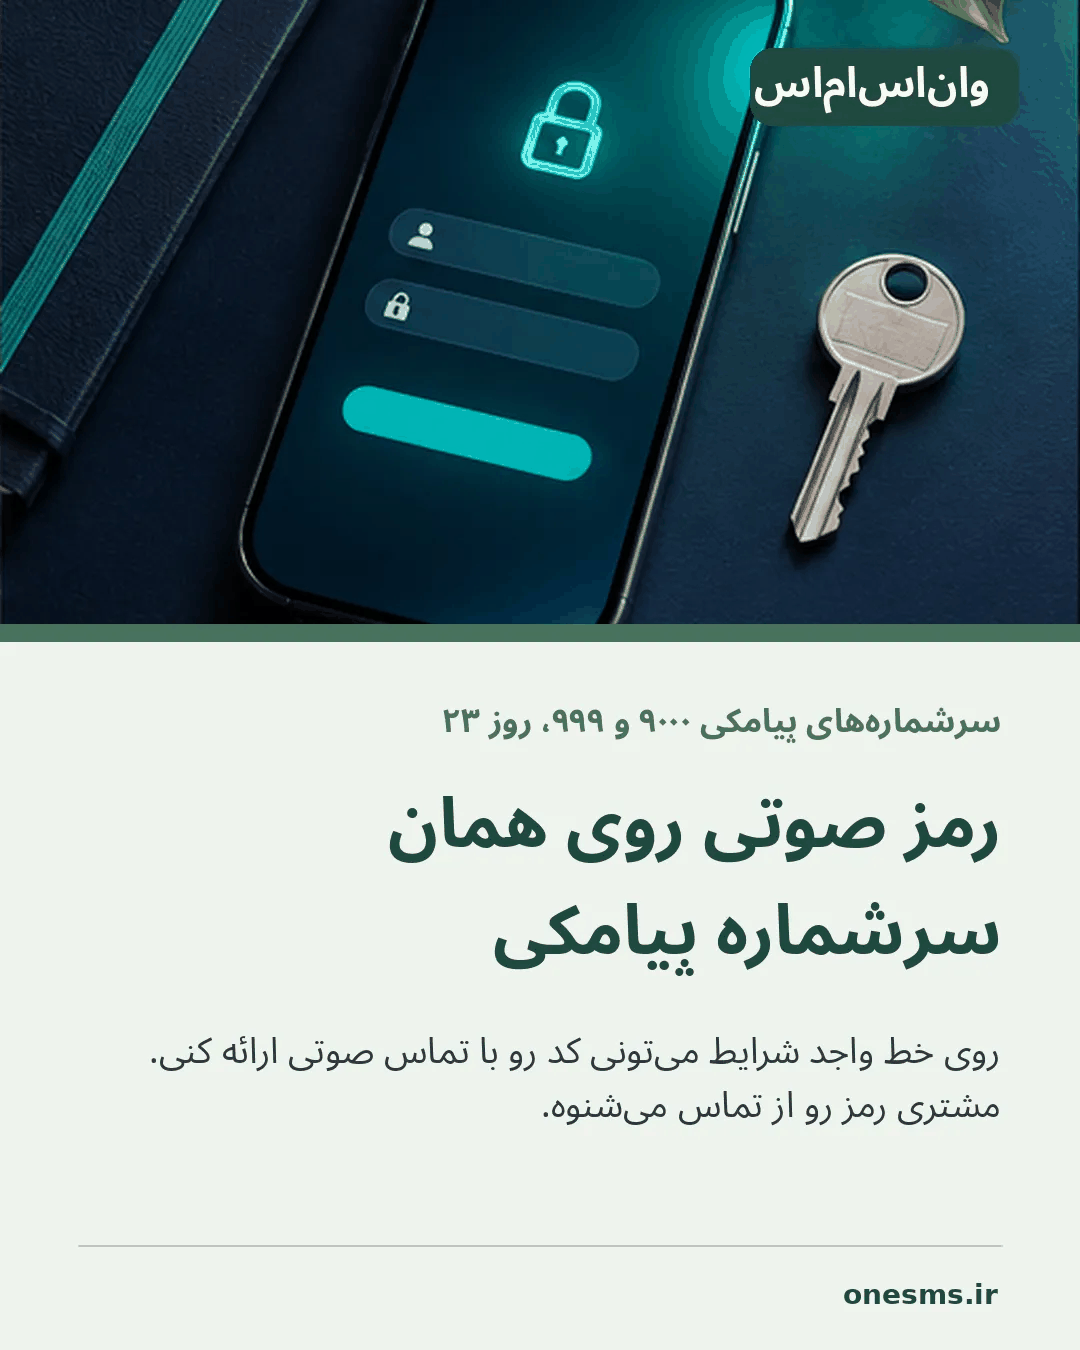 وان‌اس‌ام‌اس
سرشماره‌های پیامکی ۹۰۰۰ و ۹۹۹، روز ۲۳
رمز صوتی روی همان
سرشماره پیامکی
روی خط واجد شرایط می‌تونی کد رو با تماس صوتی ارائه کنی.
مشتری رمز رو از تماس می‌شنوه.
onesms.ir